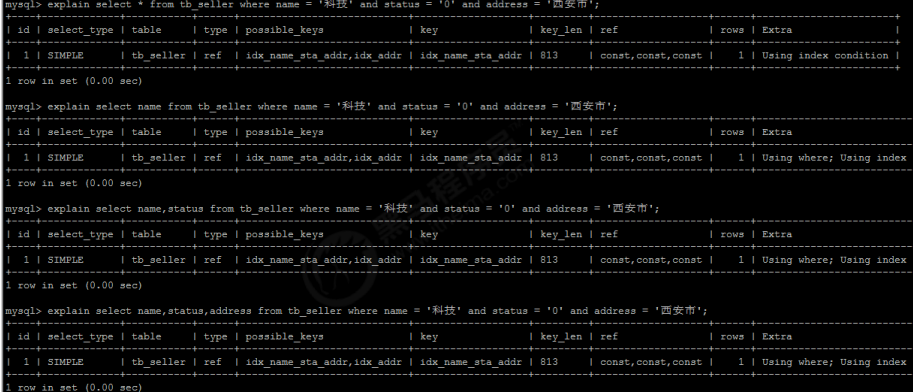 mysql> explain select * from tb_seller where name = '科技' and status = '0' and address = '西安市';
| id | select_type | table | type | possible_keys | key | key_len | ref | rows | Extra |
| 1 | SIMPLE | tb_seller | ref | idx_name_sta_addr,idx_addr | idx_name_sta_addr | 813 | const,const,const | 1 | Using index condition |
1 row in set (0.00 sec)
mysql> explain select name from tb_seller where name = '科技' and status = '0' and address = '西安市';
| id | select_type | table | type | possible_keys | key | key_len | ref | rows | Extra
| 1 | SIMPLE | tb_seller | ref | idx_name_sta_addr,idx_addr | idx_name_sta_addr | 813 | const,const,const | 1 | Using where; Using index
1 row in set (0.00 sec)
mysql> explain select name,status from tb_seller where name = '科技' and status = '0' and address = '西安市';
| id | select_type | table | type | possible_keys | key | key_len | ref | rows | Extra
| 1 | SIMPLE | tb_seller | ref | idx_name_sta_addr,idx_addr | idx_name_sta_addr | 813 | const,const,const | 1 | Using where; Using index
1 row in set (0.00 sec)
mysql> explain select name,status,address from tb_seller where name = '科技' and status = '0' and address = '西安市';
| id | select_type | table | type | possible_keys | key | key_len | ref | rows | Extra
| 1 | SIMPLE | tb_seller | ref | idx_name_sta_addr,idx_addr | idx_name_sta_addr | 813 | const,const,const | 1 | Using where; Using index
1 row in set (0.00 sec)